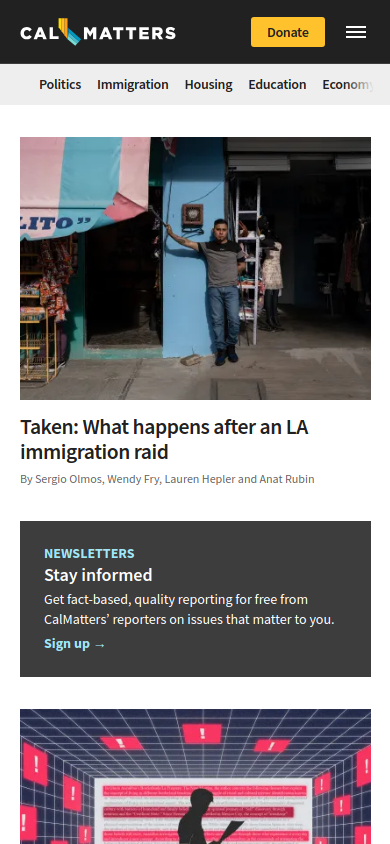 CAL MATTERS
Donate
Politics Immigration Housing Education Economy
LITO”
Taken: What happens after an LA
immigration raid
By Sergio Olmos, Wendy Fry, Lauren Hepler and Anat Rubin
NEWSLETTERS
Stay informed
Get fact-based, quality reporting for free from
CalMatters’ reporters on issues that matter to you.
Sign up →